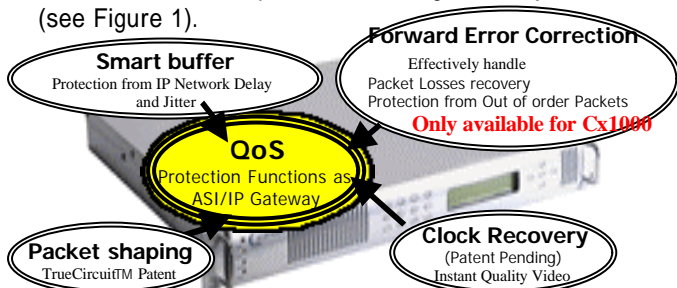 (see Figure 1).
Forward Error Correction
Effectively handle
Packet Losses recovery
Protection from Out of order Packets
Only available for Cx1000
Smart buffer
Protection from IP Network Delay
and Jitter
QoS
Protection Functions as
ASI/IP Gateway
Packet shaping
TrueCircuitTM Patent
Clock Recovery
(Patent Pending)
Instant Quality Video